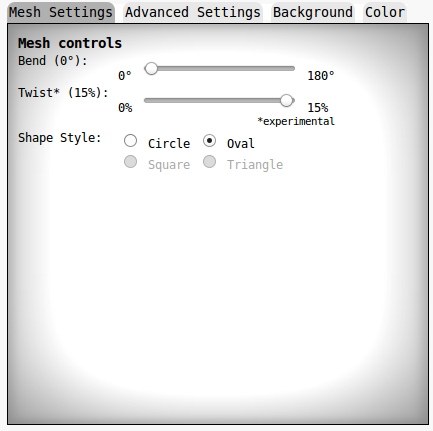 Mesh Settings Advanced Settings Background Color
Mesh controls
Bend (0°):
0° 180°
Twist* (15%):
0% 15%
*experimental
Shape Style: Circle Oval
Square Triangle